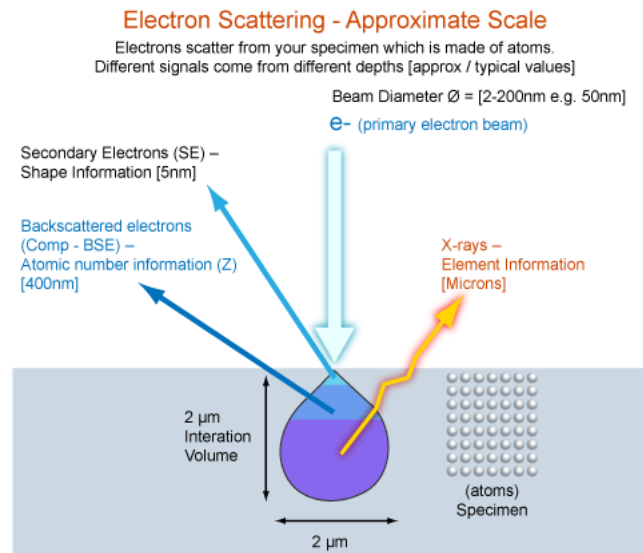 Electron Scattering - Approximate Scale
Electrons scatter from your specimen which is made of atoms.
Different signals come from different depths [approx / typical values]
Beam Diameter Ø = [2-200nm e.g. 50nm]
e- (primary electron beam)
Secondary Electrons (SE) –
Shape Information [5nm]
Backscattered electrons
(Comp - BSE) –
Atomic number information (Z)
[400nm]
X-rays –
Element Information
[Microns]
2 µm
Interation
Volume
(atoms)
Specimen
2 µm